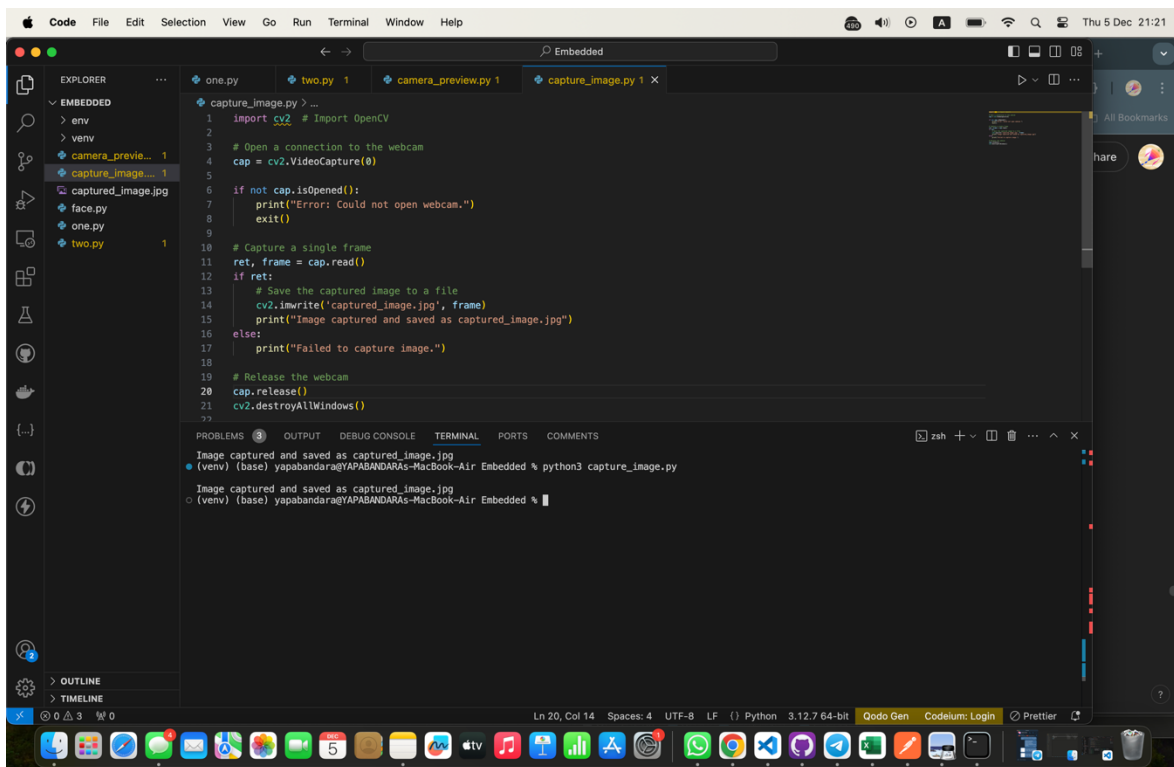 Code File Edit Selection View Go Run Terminal Window Help
490 A Thu 5 Dec 21:21
Embedded
EXPLORER
one.py two.py 1 camera_preview.py 1 capture_image.py 1
EMBEDDED
env
venv
camera_previe... 1
capture_image.... 1
captured_image.jpg
face.py
one.py
two.py 1
OUTLINE
TIMELINE
capture_image.py > ...
1 import cv2 # Import OpenCV
2
3 # Open a connection to the webcam
4 cap = cv2.VideoCapture(0)
5
6 if not cap.isOpened():
7 print("Error: Could not open webcam.")
8 exit()
9
10 # Capture a single frame
11 ret, frame = cap.read()
12 if ret:
13 # Save the captured image to a file
14 cv2.imwrite('captured_image.jpg', frame)
15 print("Image captured and saved as captured_image.jpg")
16 else:
17 print("Failed to capture image.")
18
19 # Release the webcam
20 cap.release()
21 cv2.destroyAllWindows()
22
PROBLEMS 3 OUTPUT DEBUG CONSOLE TERMINAL PORTS COMMENTS
zsh
Image captured and saved as captured_image.jpg
(venv) (base) yapabandara@YAPABANDARAs-MacBook-Air Embedded % python3 capture_image.py
Image captured and saved as captured_image.jpg
(venv) (base) yapabandara@YAPABANDARAs-MacBook-Air Embedded %
All Bookmarks
hare
2
0 3 0 Ln 20, Col 14 Spaces: 4 UTF-8 LF {} Python 3.12.7 64-bit Qodo Gen Codeium: Login Prettier
4 DEC 5 tv 1